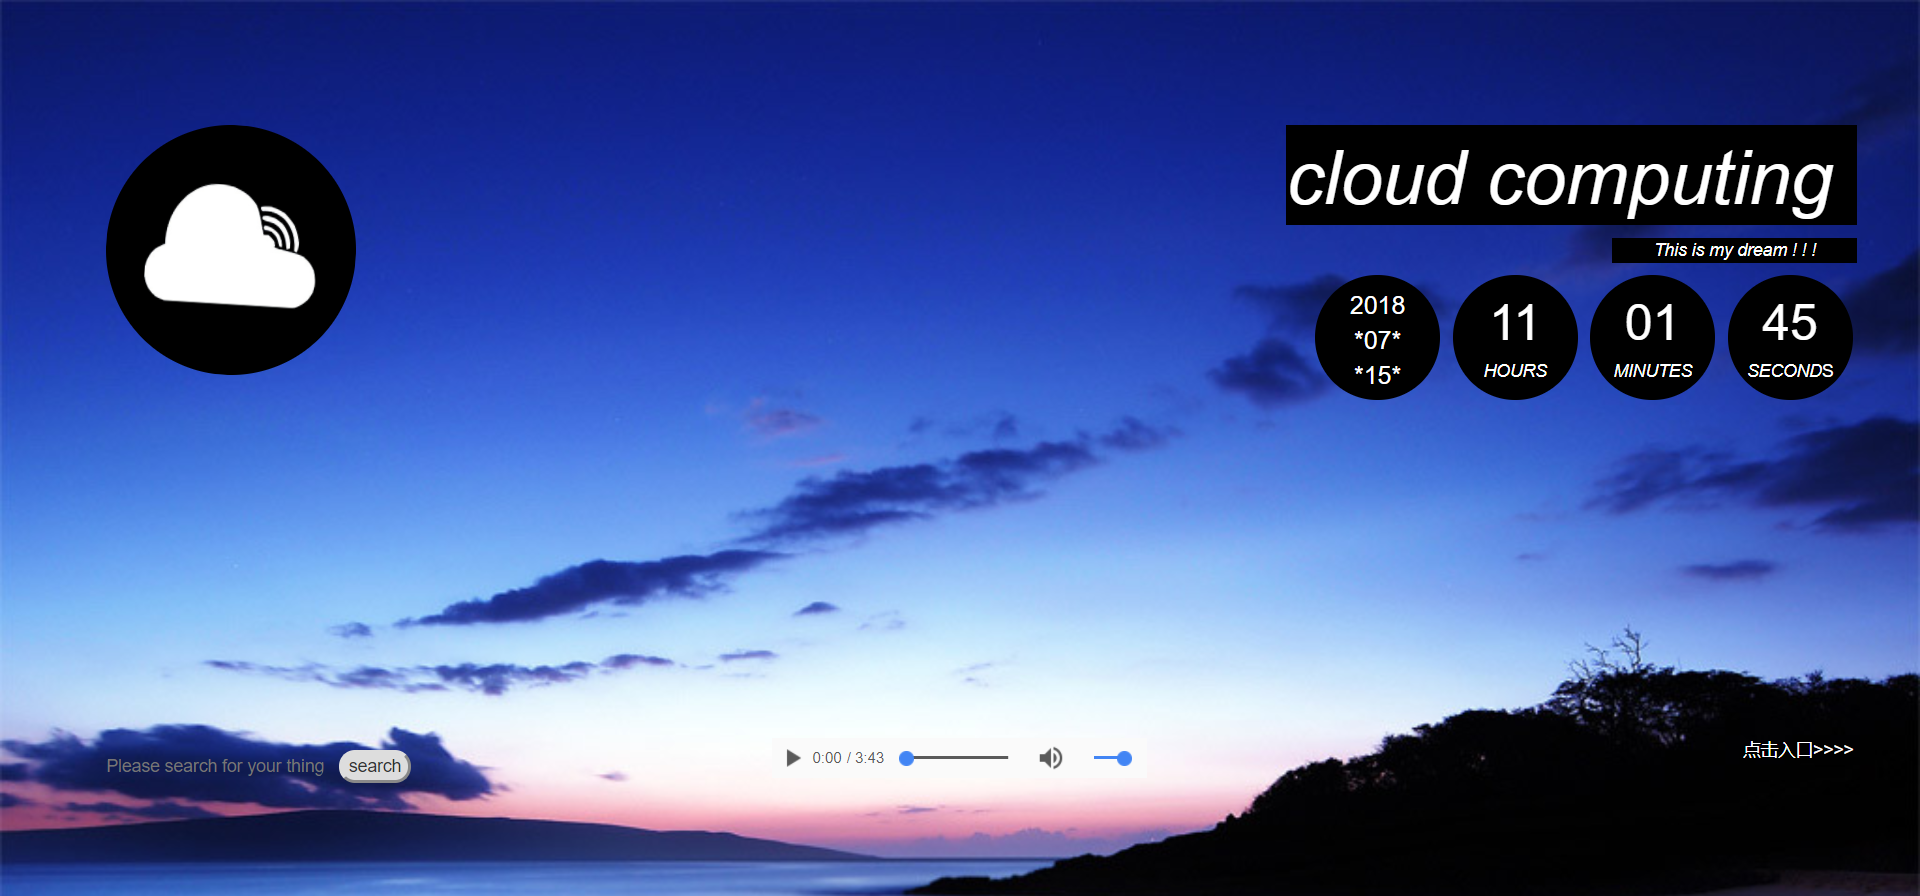 cloud computing
This is my dream ! ! !
2018
*07*
*15*
11
HOURS
01
MINUTES
45
SECONDS
Please search for your thing
search
0:00 / 3:43
点击入口>>>>